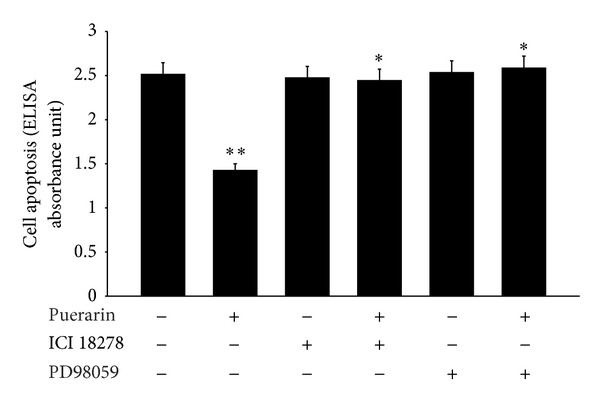 Cell apoptosis (ELISA
absorbance unit)
3
2.5
2
1.5
1
0.5
0
**
*
*
Puerarin − + − + − +
ICI 18278 − − + + − −
PD98059 − − − − + +